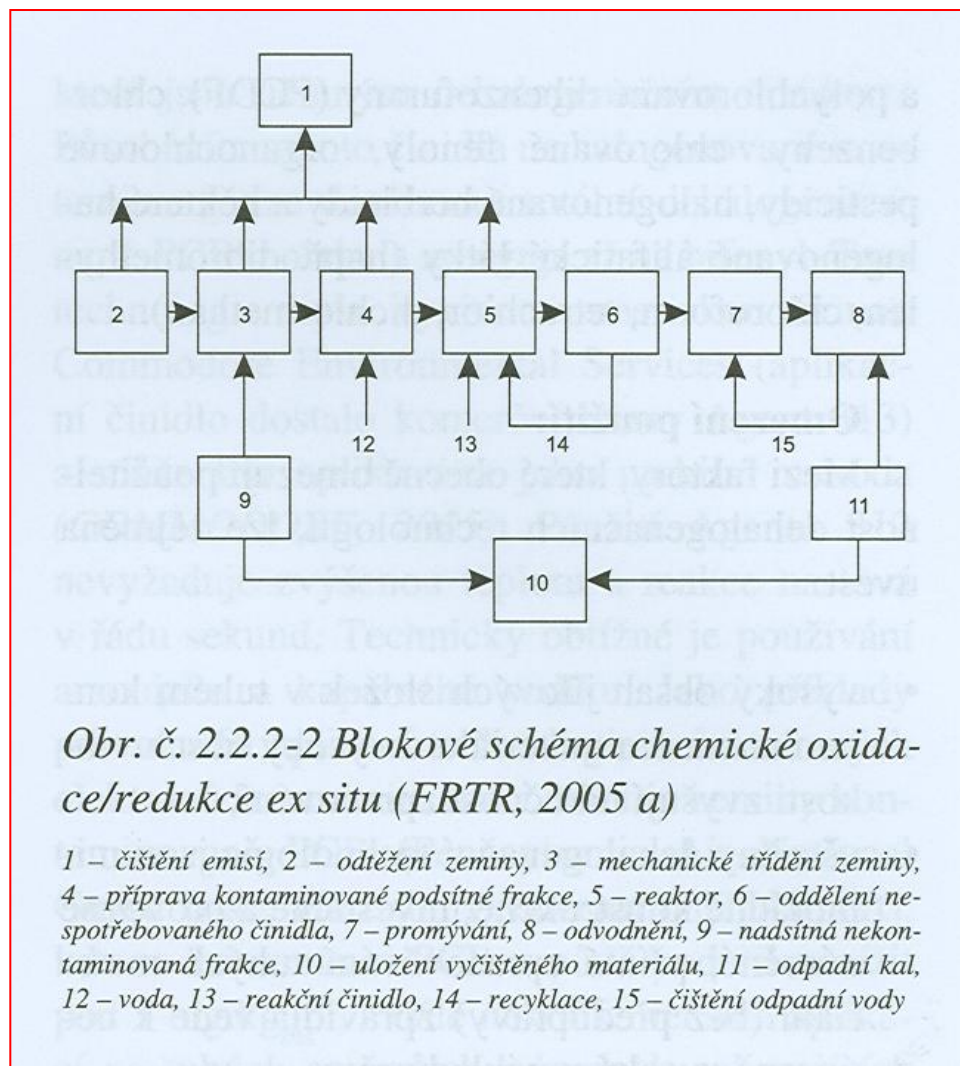 1
2 3 4 5 6 7 8
12 13 14 15
9 11
10
Obr. č. 2.2.2-2 Blokové schéma chemické oxida-
ce/redukce ex situ (FRTR, 2005 a)
1 – čištění emisí, 2 – odtěžení zeminy, 3 – mechanické třídění zeminy,
4 – příprava kontaminované podsítné frakce, 5 – reaktor, 6 – oddělení ne-
spotřebovaného činidla, 7 – promývání, 8 – odvodnění, 9 – nadsítná nekon-
taminovaná frakce, 10 – uložení vyčištěného materiálu, 11 – odpadní kal,
12 – voda, 13 – reakční činidlo, 14 – recyklace, 15 – čištění odpadní vody